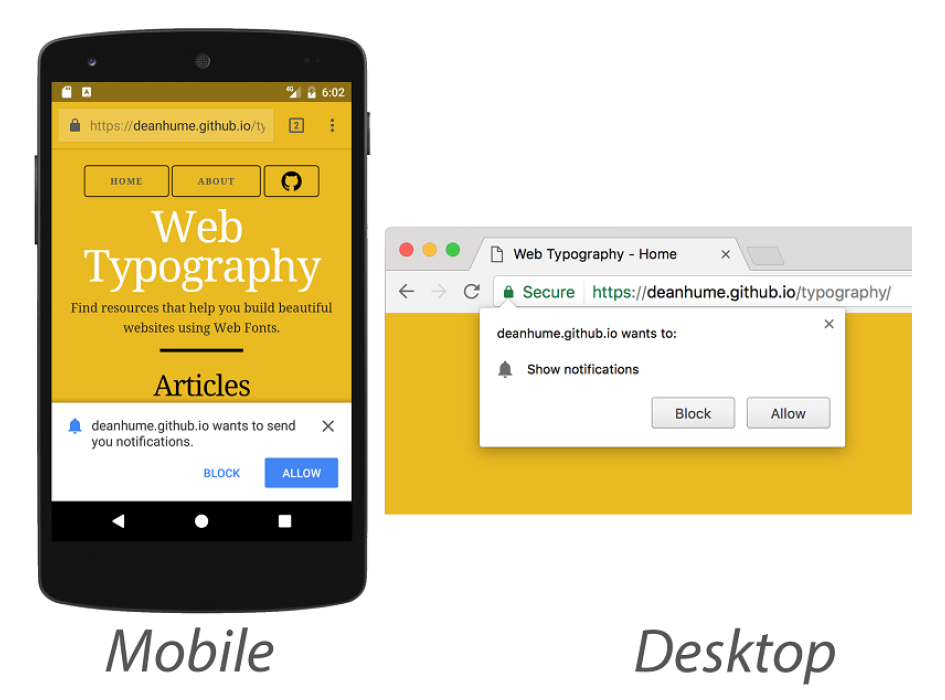 4G 6:02
https://deanhume.github.io/ty 2
HOME ABOUT
Web
Typography
Find resources that help you build beautiful
websites using Web Fonts.
Articles
deanhume.github.io wants to send
you notifications.
BLOCK ALLOW
Mobile
Web Typography - Home
Secure https://deanhume.github.io/typography/
deanhume.github.io wants to:
Show notifications
Block Allow
Desktop